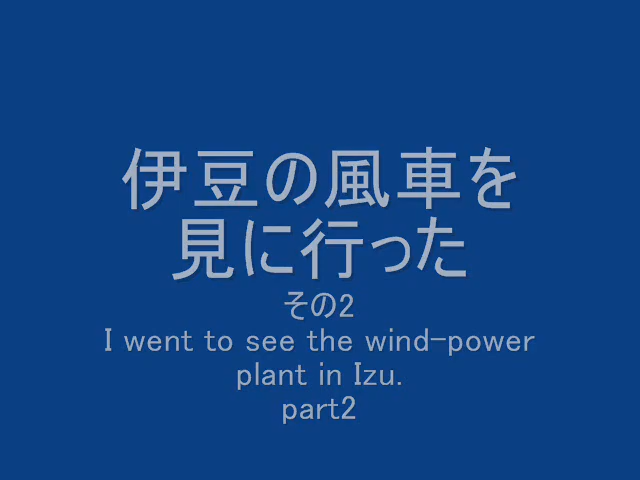 伊豆の風車を
見に行った
その2
I went to see the wind-power
plant in Izu.
part2